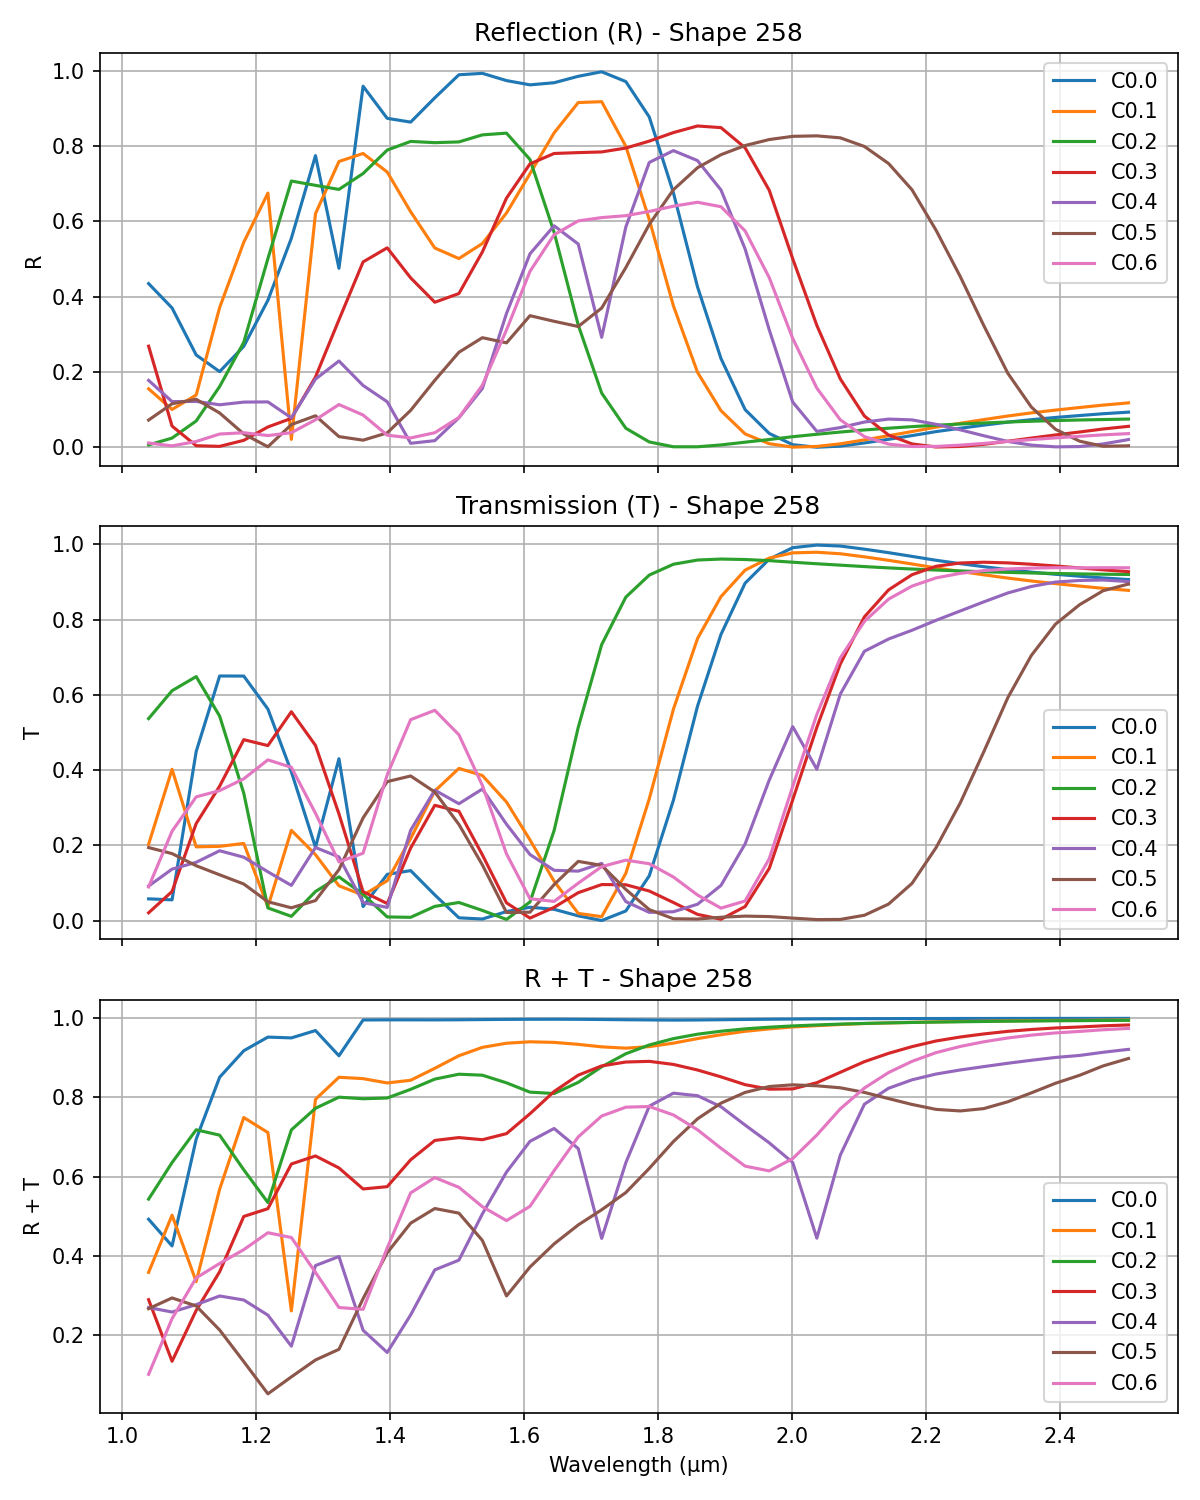 Reflection (R) - Shape 258
1.0
0.8
0.6
0.4
0.2
0.0
R
C0.0
C0.1
C0.2
C0.3
C0.4
C0.5
C0.6
Transmission (T) - Shape 258
1.0
0.8
0.6
0.4
0.2
0.0
T
C0.0
C0.1
C0.2
C0.3
C0.4
C0.5
C0.6
R + T - Shape 258
1.0
0.8
0.6
0.4
0.2
R + T
C0.0
C0.1
C0.2
C0.3
C0.4
C0.5
C0.6
1.0 1.2 1.4 1.6 1.8 2.0 2.2 2.4
Wavelength (μm)